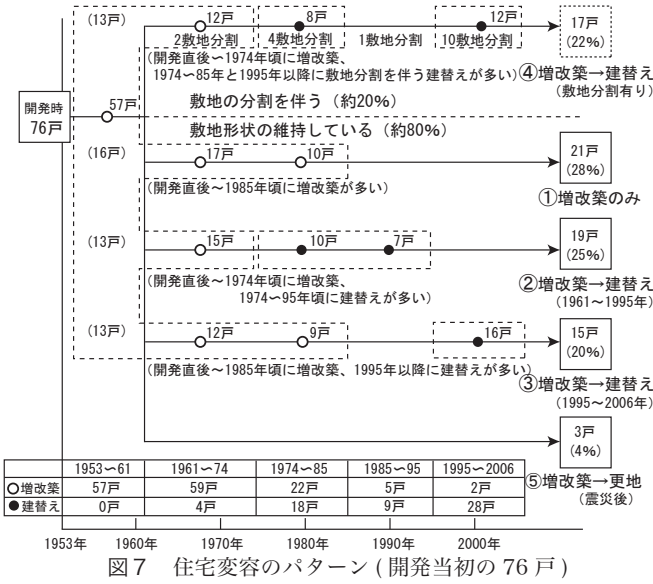 (13戸)
12戸
8戸
12戸
17戸
(22%)
2敷地分割
4敷地分割
1敷地分割
10敷地分割
(開発直後〜1974年頃に増改築、
1974〜85年と1995年以降に敷地分割を伴う建替えが多い)
④増改築→建替え
(敷地分割有り)
開発時
76戸
57戸
敷地の分割を伴う (約20%)
敷地形状の維持している (約80%)
(16戸)
17戸
10戸
21戸
(28%)
(開発直後〜1985年頃に増改築が多い)
①増改築のみ
(13戸)
15戸
10戸
7戸
19戸
(25%)
(開発直後〜1974年頃に増改築、
1974〜95年頃に建替えが多い)
②増改築→建替え
(1961〜1995年)
(13戸)
12戸
9戸
16戸
15戸
(20%)
(開発直後〜1985年頃に増改築、1995年以降に建替えが多い)
③増改築→建替え
(1995〜2006年)
3戸
(4%)
⑤増改築→更地
(震災後)
1953〜61 1961〜74 1974〜85 1985〜95 1995〜2006
○増改築 57戸 59戸 22戸 5戸 2戸
●建替え 0戸 4戸 18戸 9戸 28戸
1953年 1960年 1970年 1980年 1990年 2000年
図7 住宅変容のパターン(開発当初の76戸)